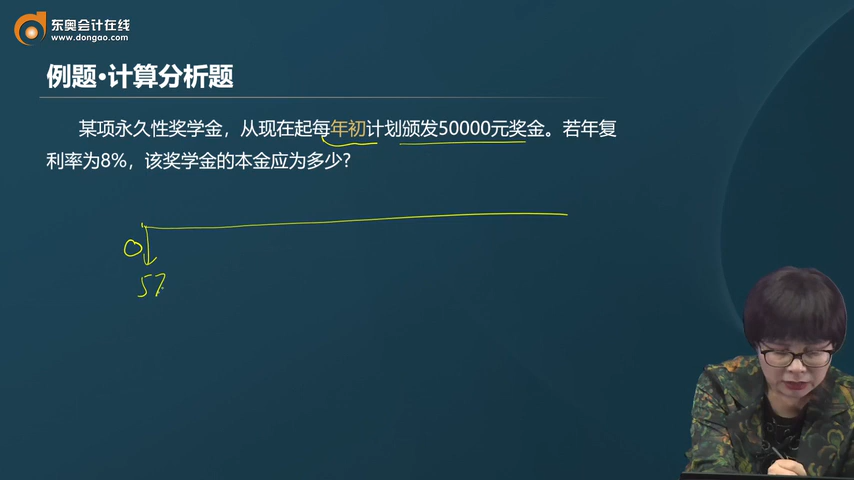 东奥会计在线
www.dongao.com
例题·计算分析题
某项永久性奖学金，从现在起每年初计划颁发50000元奖金。若年复
利率为8%，该奖学金的本金应为多少?
0